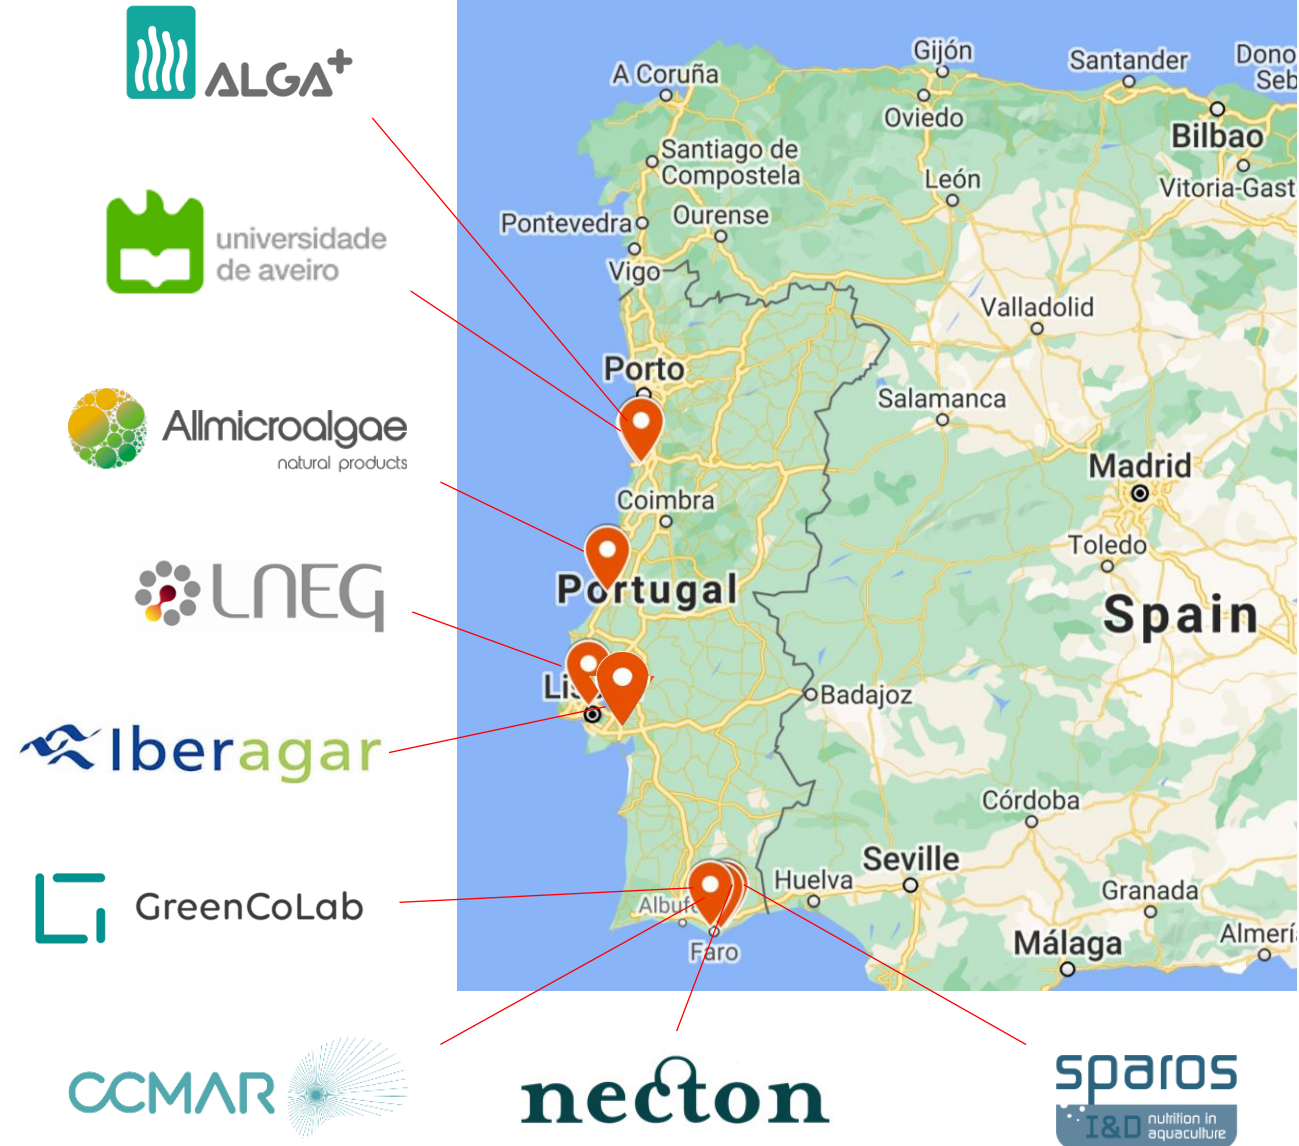 ALGA+
universidade
de aveiro
Allmicroalgae
natural products
LNEG
Iberagar
GreenCoLab
CCMAR
necton
sparos
I&D nutrition in
aquaculture
A Coruña
Gijón
Santander
Oviedo
Bilbao
Santiago de
Compostela
León
Pontevedra
Ourense
Vigo
Valladolid
Porto
Salamanca
Madrid
Coimbra
Toledo
Portugal
Spain
Badajoz
Córdoba
Seville
Huelva
Granada
Faro
Málaga